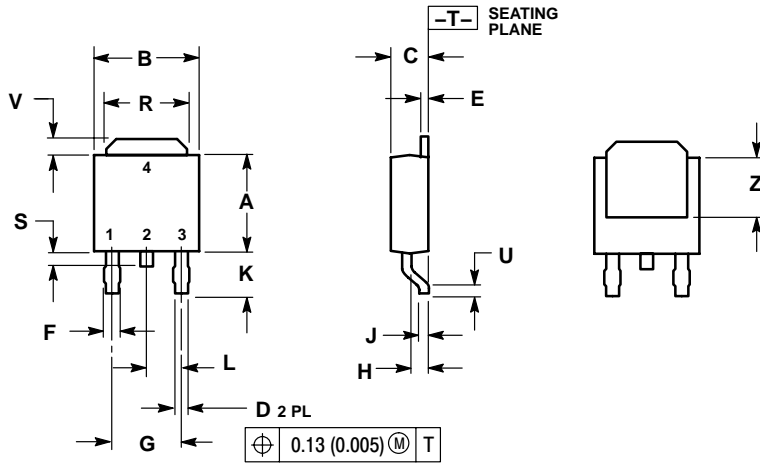 –T– SEATING
PLANE
B
C
V
R
E
4
Z
A
S
1 2 3
U
K
F
J
L
H
D 2 PL
G
⌖ 0.13 (0.005) Ⓜ T